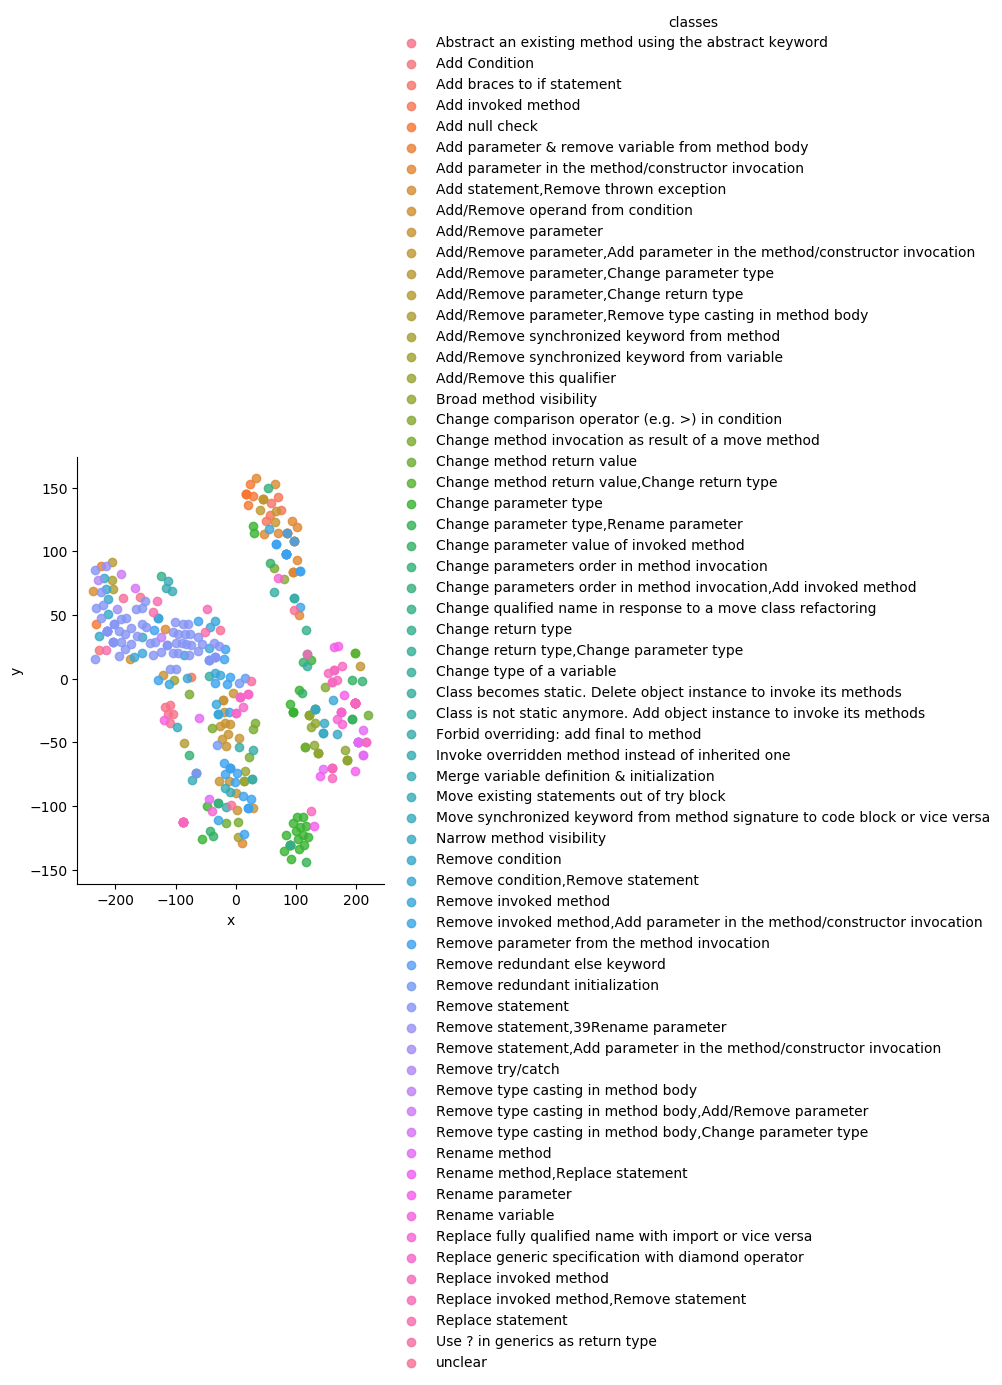 classes
Abstract an existing method using the abstract keyword
Add Condition
Add braces to if statement
Add invoked method
Add null check
Add parameter & remove variable from method body
Add parameter in the method/constructor invocation
Add statement,Remove thrown exception
Add/Remove operand from condition
Add/Remove parameter
Add/Remove parameter,Add parameter in the method/constructor invocation
Add/Remove parameter,Change parameter type
Add/Remove parameter,Change return type
Add/Remove parameter,Remove type casting in method body
Add/Remove synchronized keyword from method
Add/Remove synchronized keyword from variable
Add/Remove this qualifier
Broad method visibility
Change comparison operator (e.g. >) in condition
Change method invocation as result of a move method
Change method return value
Change method return value,Change return type
Change parameter type
Change parameter type,Rename parameter
Change parameter value of invoked method
Change parameters order in method invocation
Change parameters order in method invocation,Add invoked method
Change qualified name in response to a move class refactoring
Change return type
Change return type,Change parameter type
Change type of a variable
Class becomes static. Delete object instance to invoke its methods
Class is not static anymore. Add object instance to invoke its methods
Forbid overriding: add final to method
Invoke overridden method instead of inherited one
Merge variable definition & initialization
Move existing statements out of try block
Move synchronized keyword from method signature to code block or vice versa
Narrow method visibility
Remove condition
Remove condition,Remove statement
Remove invoked method
Remove invoked method,Add parameter in the method/constructor invocation
Remove parameter from the method invocation
Remove redundant else keyword
Remove redundant initialization
Remove statement
Remove statement,39Rename parameter
Remove statement,Add parameter in the method/constructor invocation
Remove try/catch
Remove type casting in method body
Remove type casting in method body,Add/Remove parameter
Remove type casting in method body,Change parameter type
Rename method
Rename method,Replace statement
Rename parameter
Rename variable
Replace fully qualified name with import or vice versa
Replace generic specification with diamond operator
Replace invoked method
Replace invoked method,Remove statement
Replace statement
Use ? in generics as return type
unclear
150
100
50
0
−50
−100
−150
y
−200 −100 0 100 200
x